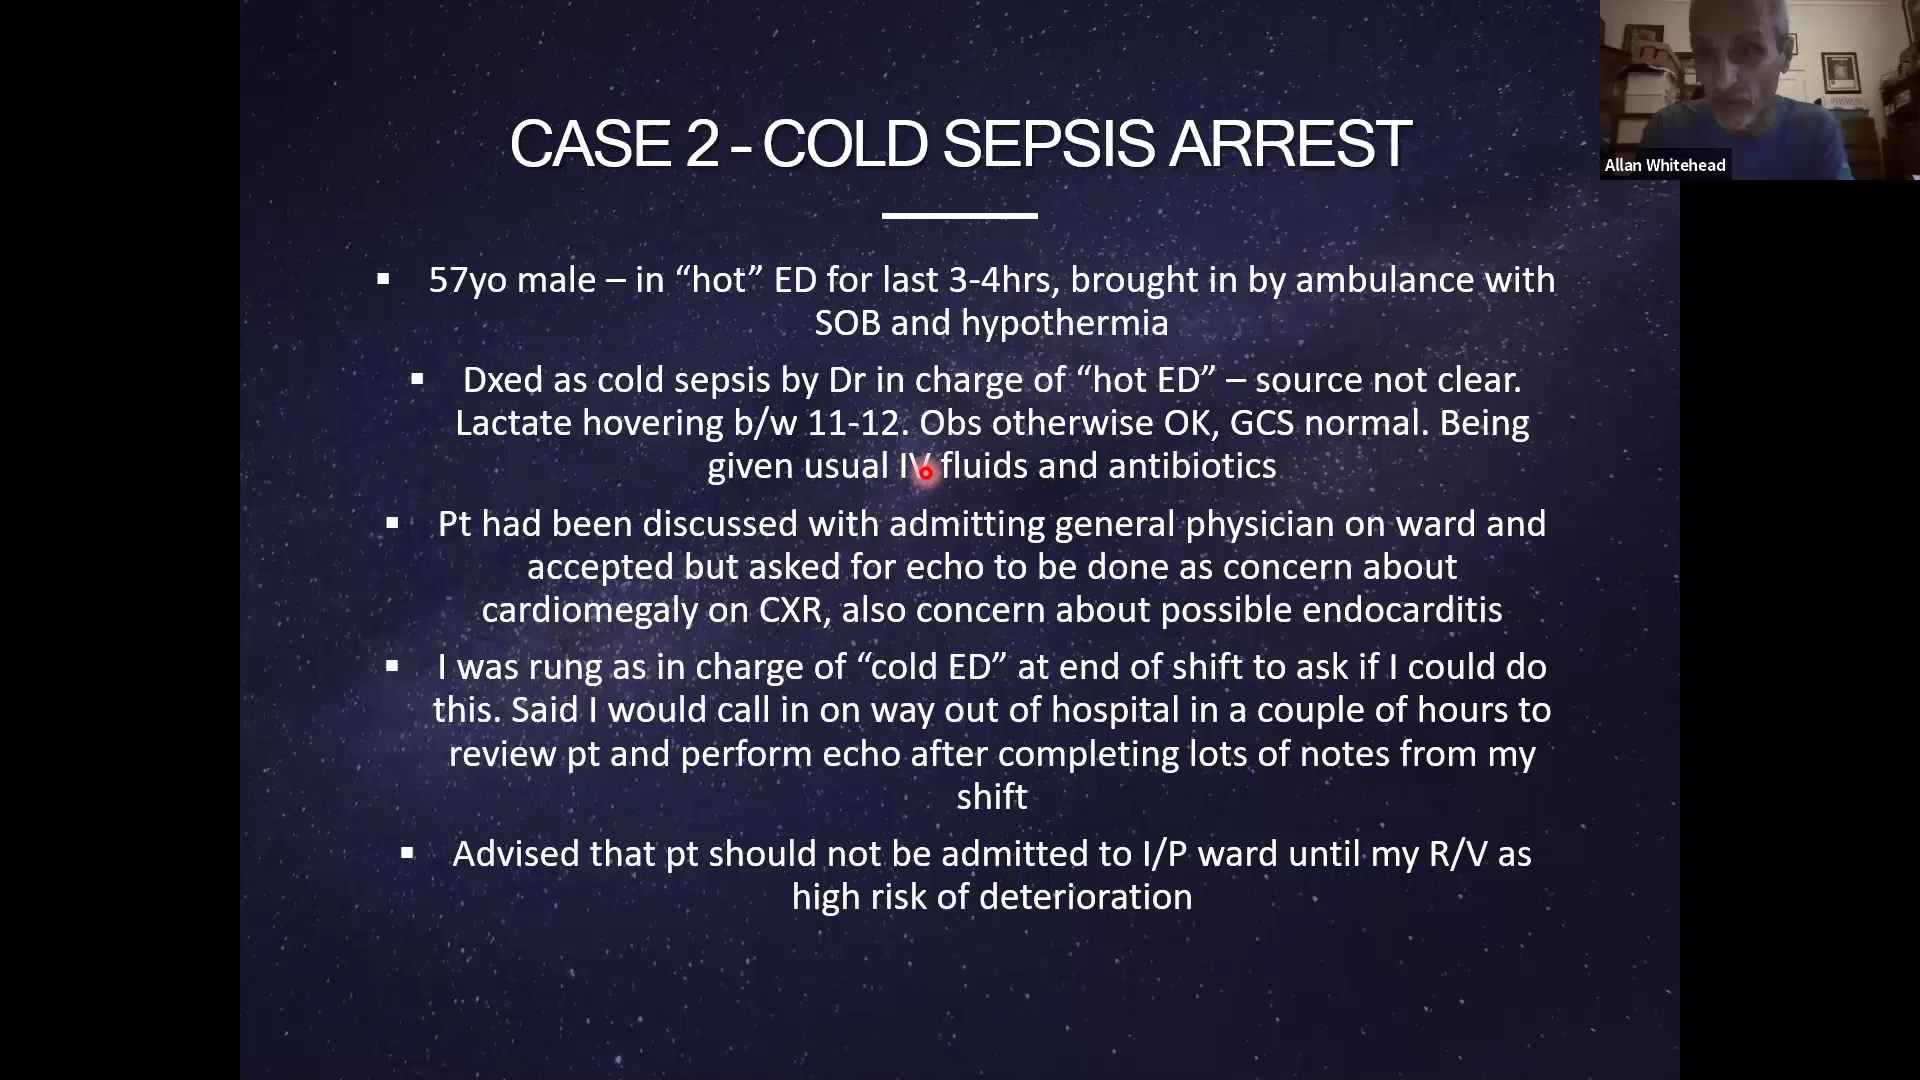 CASE 2 - COLD SEPSIS ARREST
Allan Whitehead
▪ 57yo male – in “hot” ED for last 3-4hrs, brought in by ambulance with
SOB and hypothermia
▪ Dxed as cold sepsis by Dr in charge of “hot ED” – source not clear.
Lactate hovering b/w 11-12. Obs otherwise OK, GCS normal. Being
given usual IV fluids and antibiotics
▪ Pt had been discussed with admitting general physician on ward and
accepted but asked for echo to be done as concern about
cardiomegaly on CXR, also concern about possible endocarditis
▪ I was rung as in charge of “cold ED” at end of shift to ask if I could do
this. Said I would call in on way out of hospital in a couple of hours to
review pt and perform echo after completing lots of notes from my
shift
▪ Advised that pt should not be admitted to I/P ward until my R/V as
high risk of deterioration